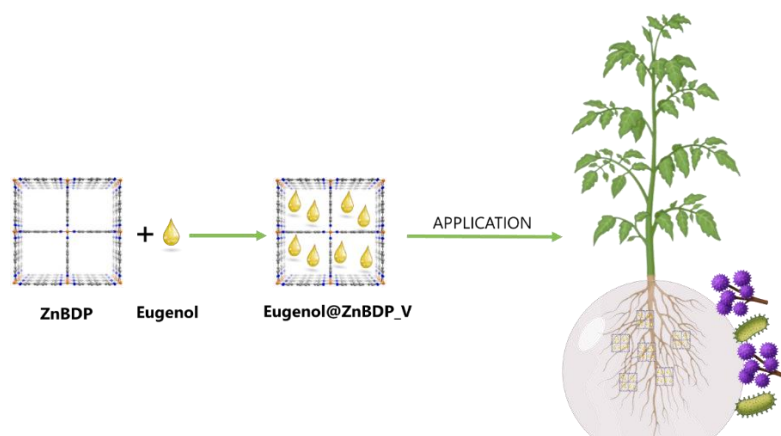 +
APPLICATION
ZnBDP
Eugenol
Eugenol@ZnBDP_V